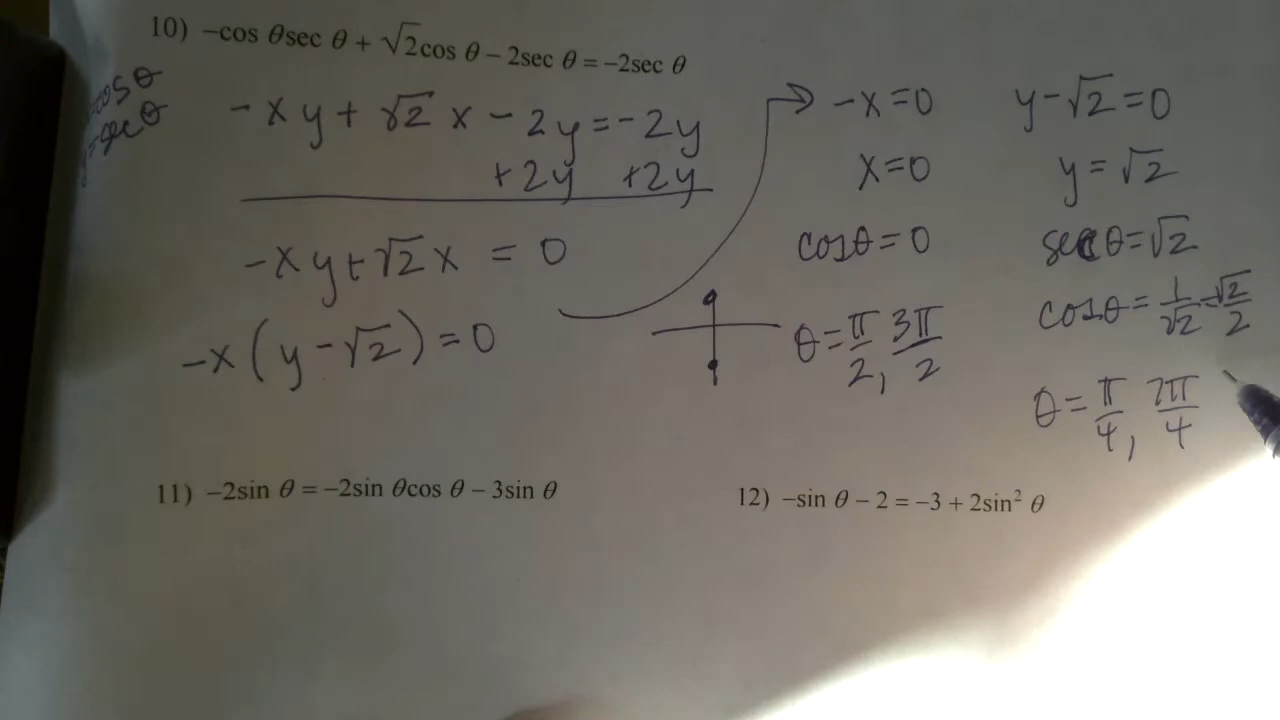 10) −cos θsec θ + √2cos θ − 2sec θ = −2sec θ
cos θ
y = sec θ
-xy + √2 x - 2y = -2y
+2y +2y
-xy + √2 x = 0
-x(y - √2) = 0
-x = 0
x = 0
cos θ = 0
θ = π/2, 3π/2
y - √2 = 0
y = √2
sec θ = √2
cos θ = 1/√2 = √2/2
θ = π/4, 7π/4
11) −2sin θ = −2sin θcos θ − 3sin θ
12) −sin θ − 2 = −3 + 2sin² θ